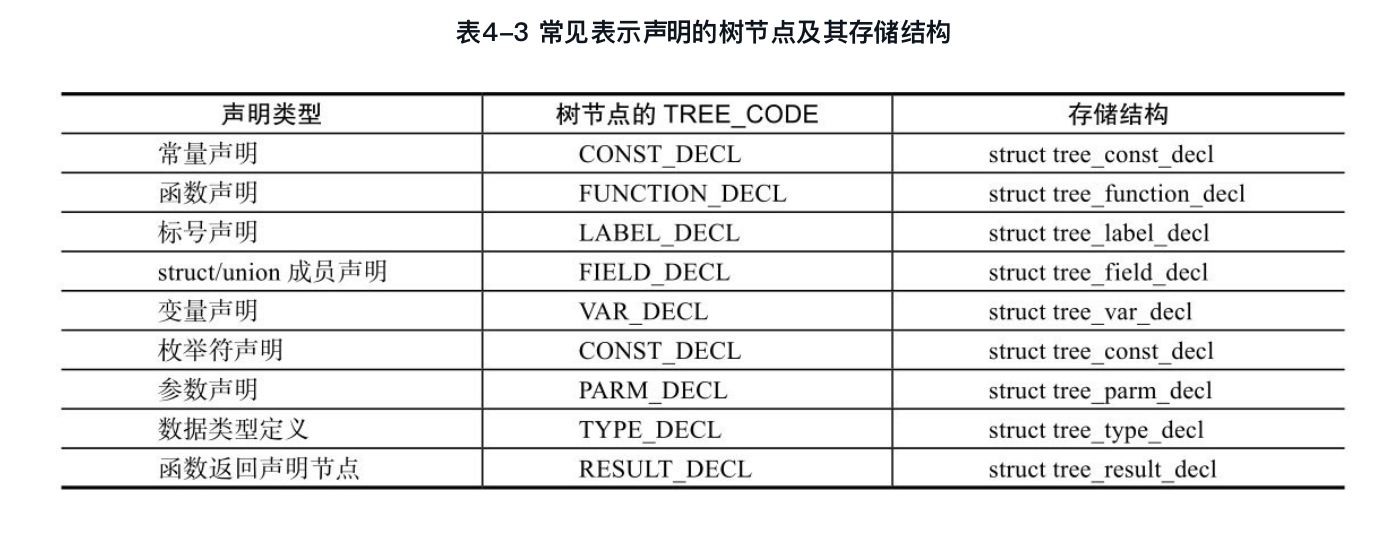 表4–3 常见表示声明的树节点及其存储结构
声明类型 树节点的 TREE_CODE 存储结构
常量声明 CONST_DECL struct tree_const_decl
函数声明 FUNCTION_DECL struct tree_function_decl
标号声明 LABEL_DECL struct tree_label_decl
struct/union 成员声明 FIELD_DECL struct tree_field_decl
变量声明 VAR_DECL struct tree_var_decl
枚举符声明 CONST_DECL struct tree_const_decl
参数声明 PARM_DECL struct tree_parm_decl
数据类型定义 TYPE_DECL struct tree_type_decl
函数返回声明节点 RESULT_DECL struct tree_result_decl